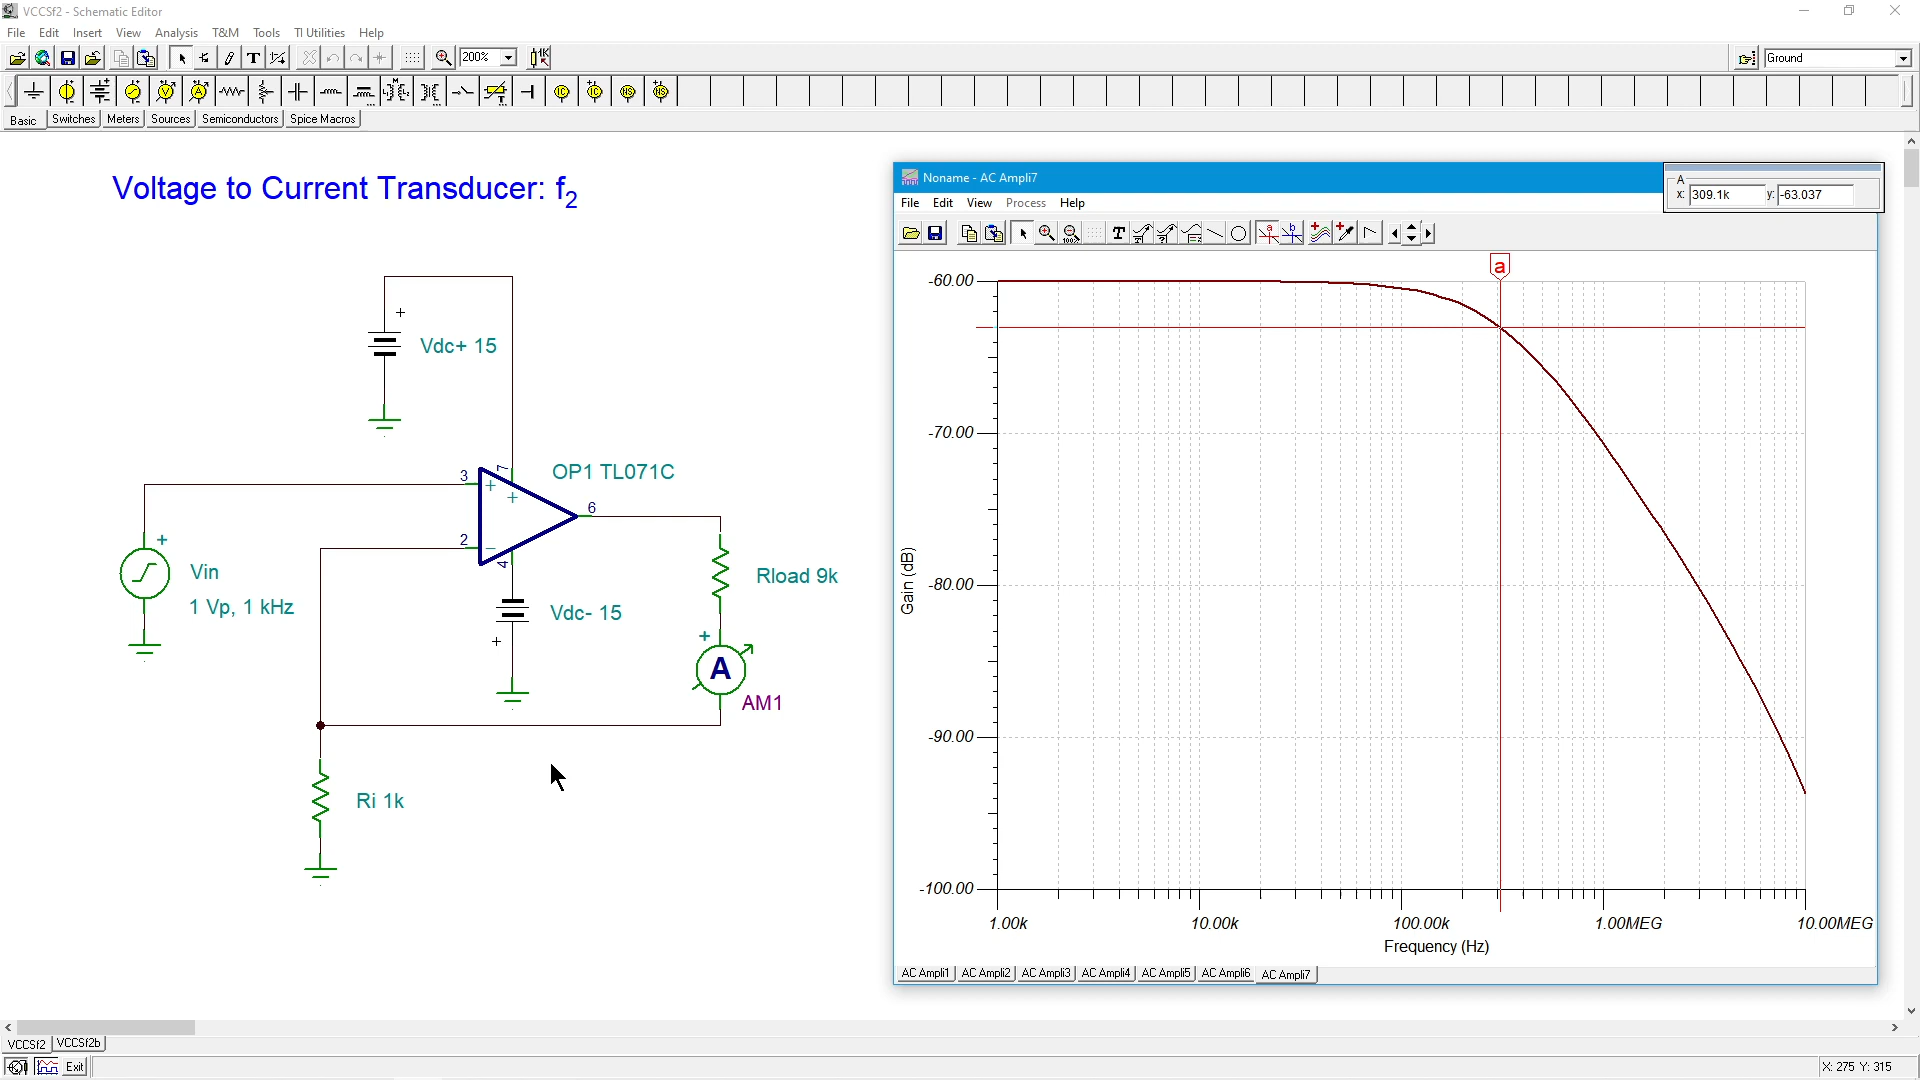 VCCSf2 - Schematic Editor
File Edit Insert View Analysis T&M Tools TI Utilities Help
200%
1K
Ground
Basic Switches Meters Sources Semiconductors Spice Macros
Voltage to Current Transducer: f2
Vdc+ 15
OP1 TL071C
3
7
6
2
4
Vin
1 Vp, 1 kHz
Rload 9k
Vdc- 15
A
AM1
Ri 1k
Noname - AC Ampli7
File Edit View Process Help
A
x: 309.1k y: -63.037
a
-60.00
-70.00
-80.00
-90.00
-100.00
Gain (dB)
1.00k 10.00k 100.00k 1.00MEG 10.00MEG
Frequency (Hz)
AC Ampli1 AC Ampli2 AC Ampli3 AC Ampli4 AC Ampli5 AC Ampli6 AC Ampli7
VCCSf2 VCCSf2b
Exit
X: 275 Y: 315